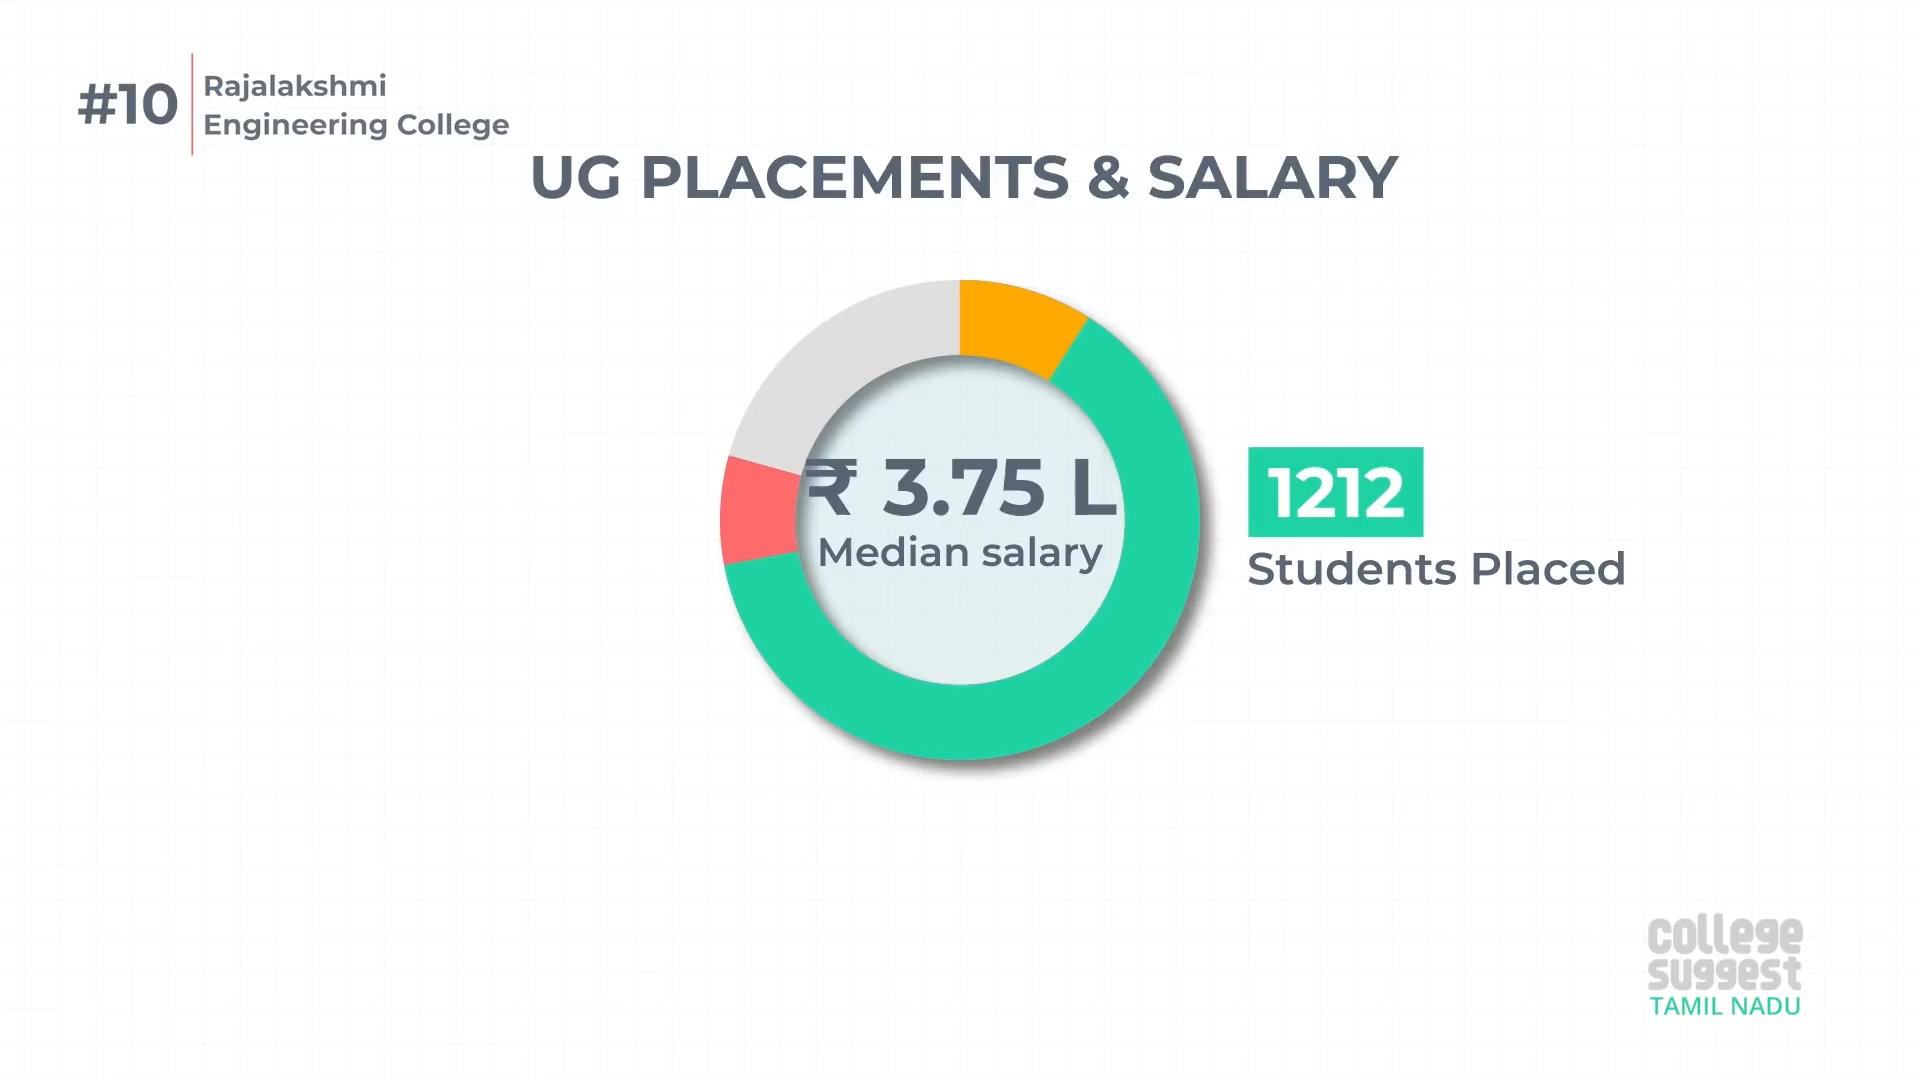 #10
Rajalakshmi
Engineering College
UG PLACEMENTS & SALARY
₹ 3.75 L
Median salary
1212
Students Placed
college
suggest
TAMIL NADU